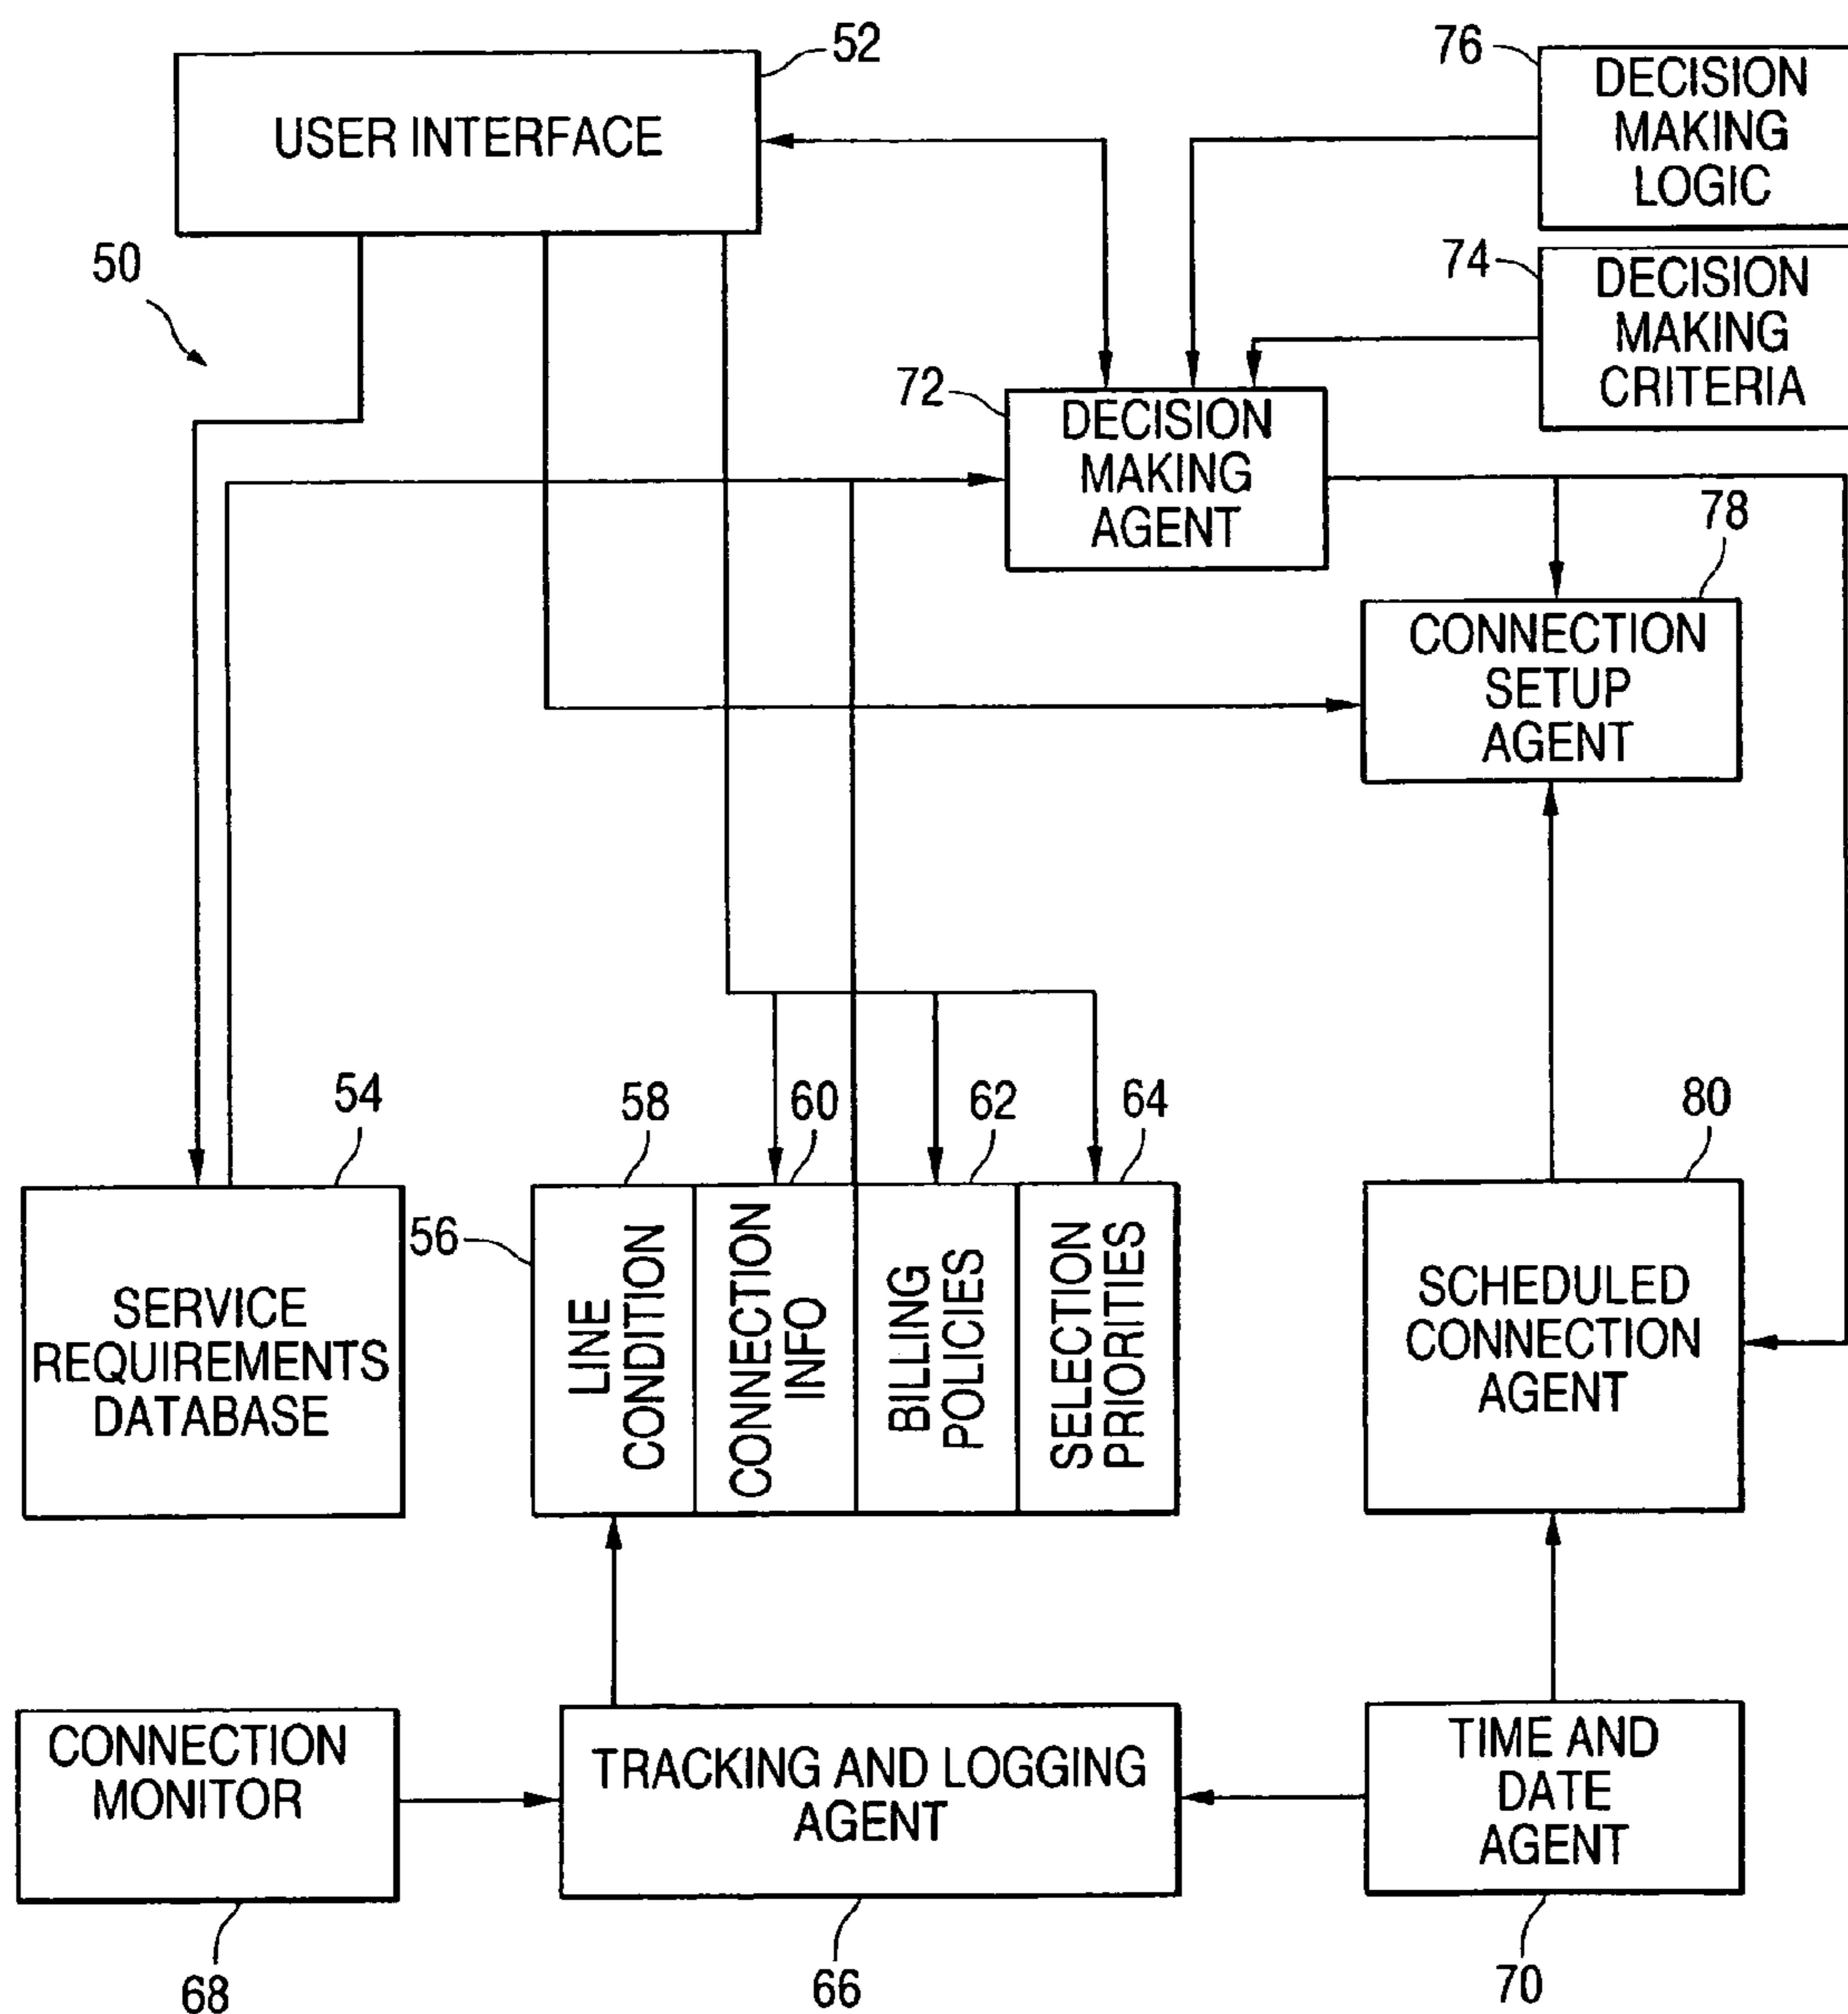 52
USER INTERFACE
76
DECISION
MAKING
LOGIC
50
74
DECISION
MAKING
CRITERIA
72
DECISION
MAKING
AGENT
78
CONNECTION
SETUP
AGENT
54
SERVICE
REQUIREMENTS
DATABASE
56
58
LINE
CONDITION
60
CONNECTION
INFO
62
BILLING
POLICIES
64
SELECTION
PRIORITIES
80
SCHEDULED
CONNECTION
AGENT
CONNECTION
MONITOR
68
TRACKING AND LOGGING
AGENT
66
TIME AND
DATE
AGENT
70